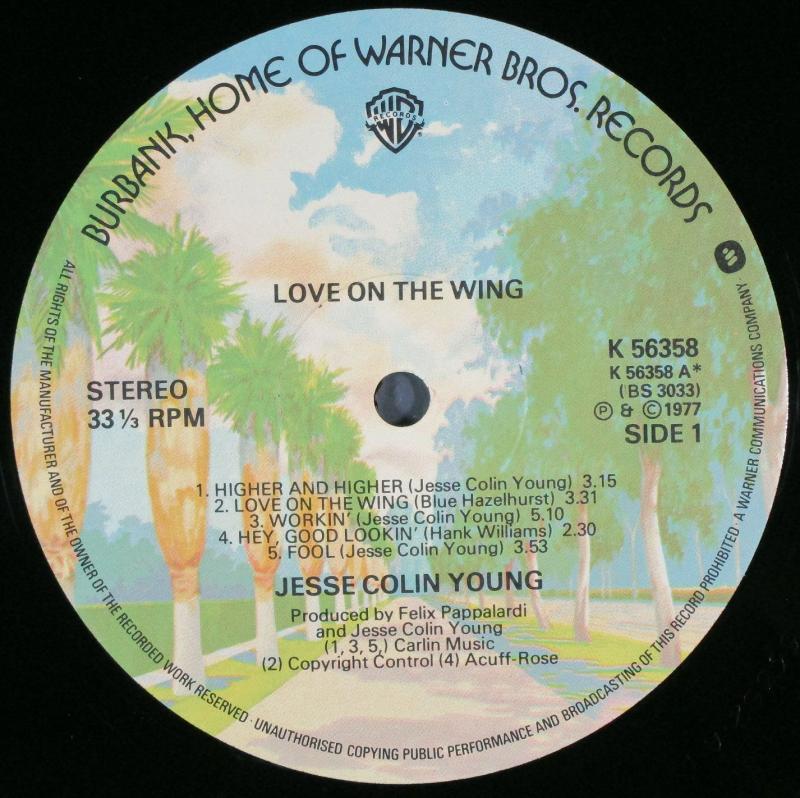 BURBANK, HOME OF WARNER BROS. RECORDS
RECORDS
LOVE ON THE WING
STEREO
33 ⅓ RPM
K 56358
K 56358 A*
(BS 3033)
Ⓟ & Ⓒ 1977
SIDE 1
1. HIGHER AND HIGHER (Jesse Colin Young) 3.15
2. LOVE ON THE WING (Blue Hazelhurst) 3.31
3. WORKIN' (Jesse Colin Young) 5.10
4. HEY, GOOD LOOKIN' (Hank Williams) 2.30
5. FOOL (Jesse Colin Young) 3.53
JESSE COLIN YOUNG
Produced by Felix Pappalardi
and Jesse Colin Young
(1, 3, 5,) Carlin Music
(2) Copyright Control (4) Acuff-Rose
ALL RIGHTS OF THE MANUFACTURER AND OF THE OWNER OF THE RECORDED WORK RESERVED · UNAUTHORISED COPYING PUBLIC PERFORMANCE AND BROADCASTING OF THIS RECORD PROHIBITED · A WARNER COMMUNICATIONS COMPANY